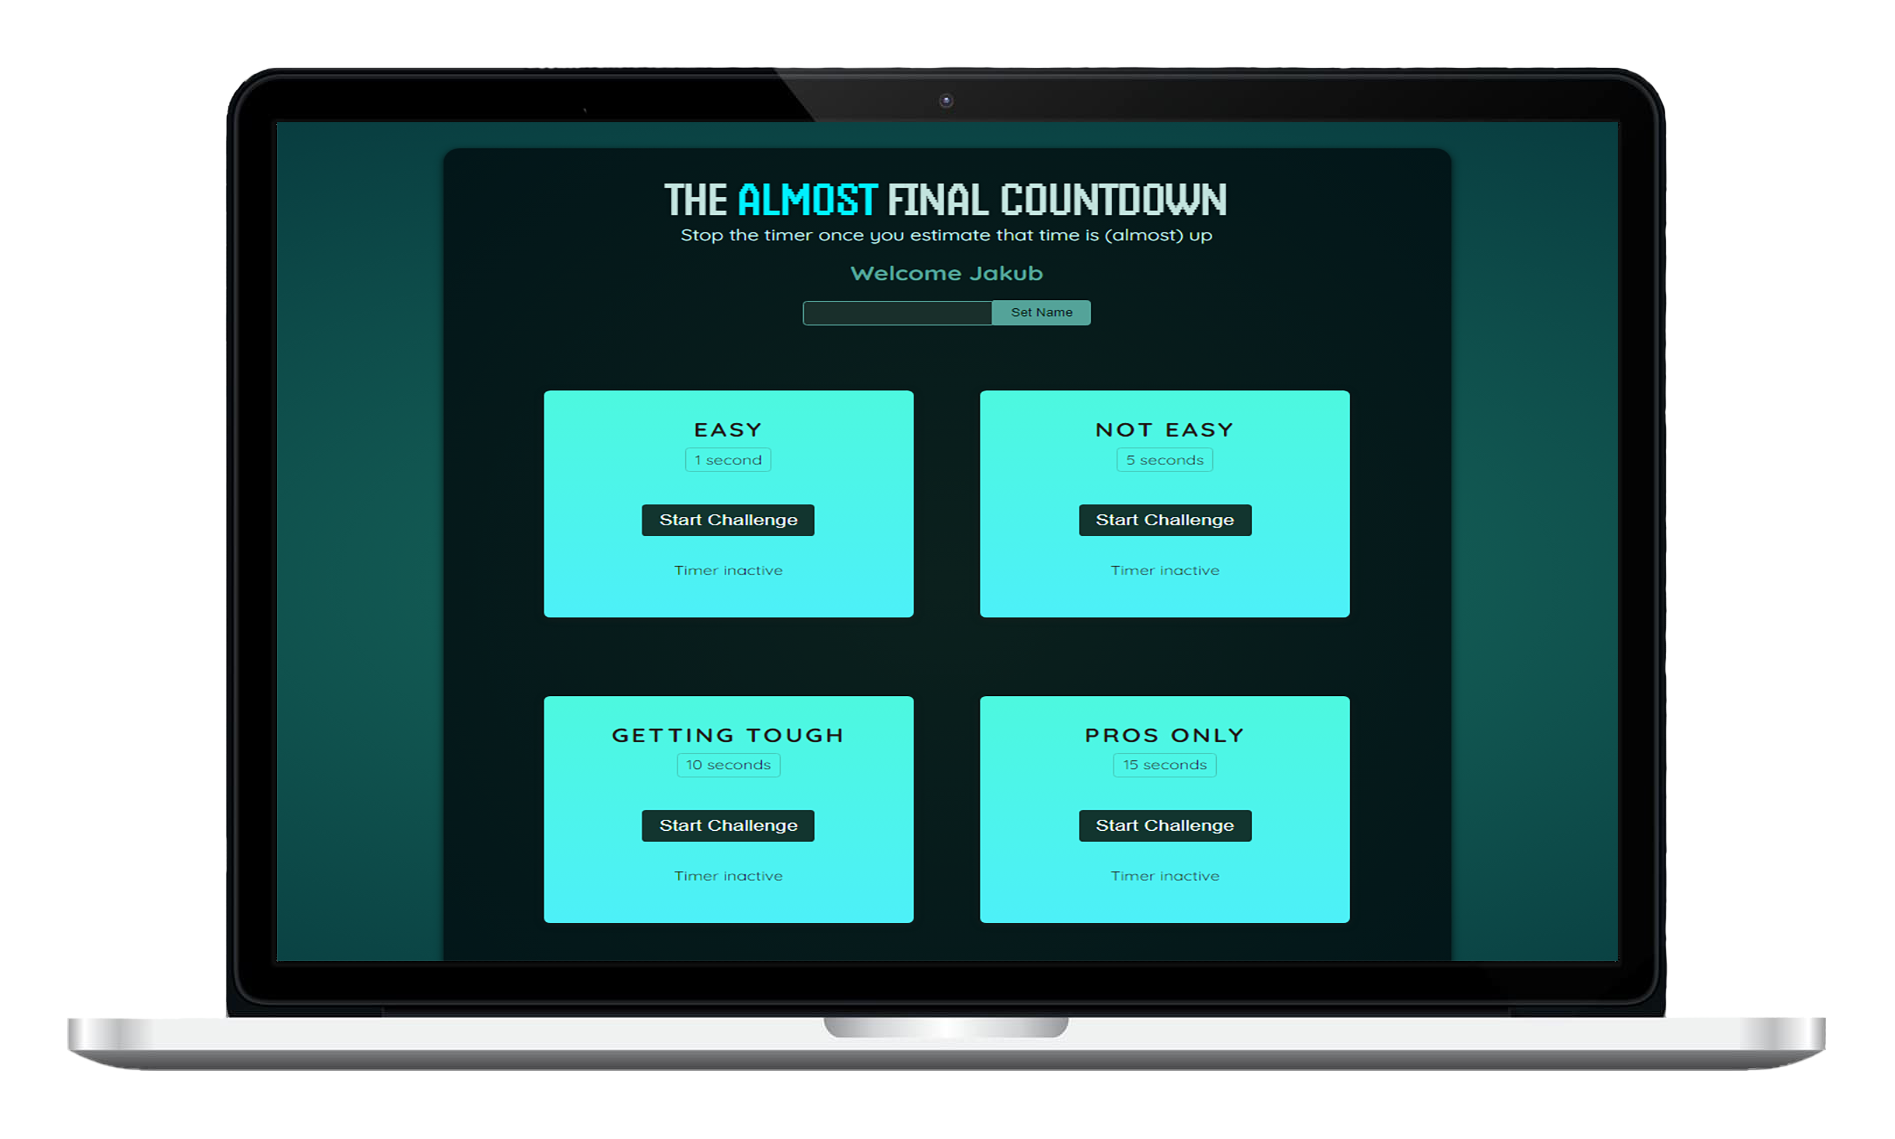 THE ALMOST FINAL COUNTDOWN
Stop the timer once you estimate that time is (almost) up
Welcome Jakub
Set Name
EASY
1 second
Start Challenge
Timer inactive
NOT EASY
5 seconds
Start Challenge
Timer inactive
GETTING TOUGH
10 seconds
Start Challenge
Timer inactive
PROS ONLY
15 seconds
Start Challenge
Timer inactive